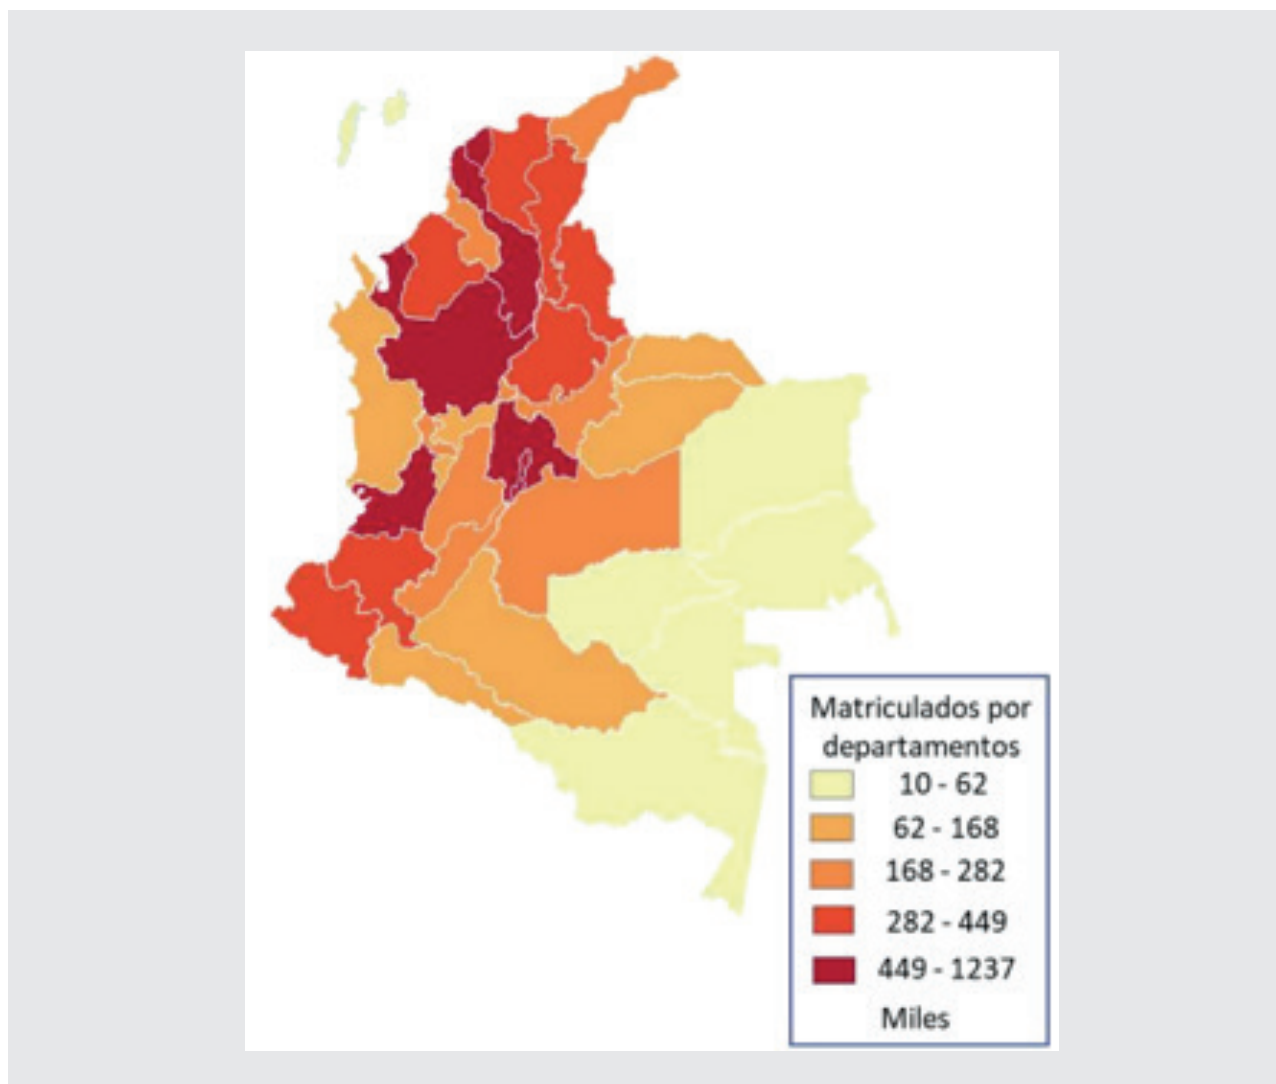 Matriculados por
departamentos
10 - 62
62 - 168
168 - 282
282 - 449
449 - 1237
Miles